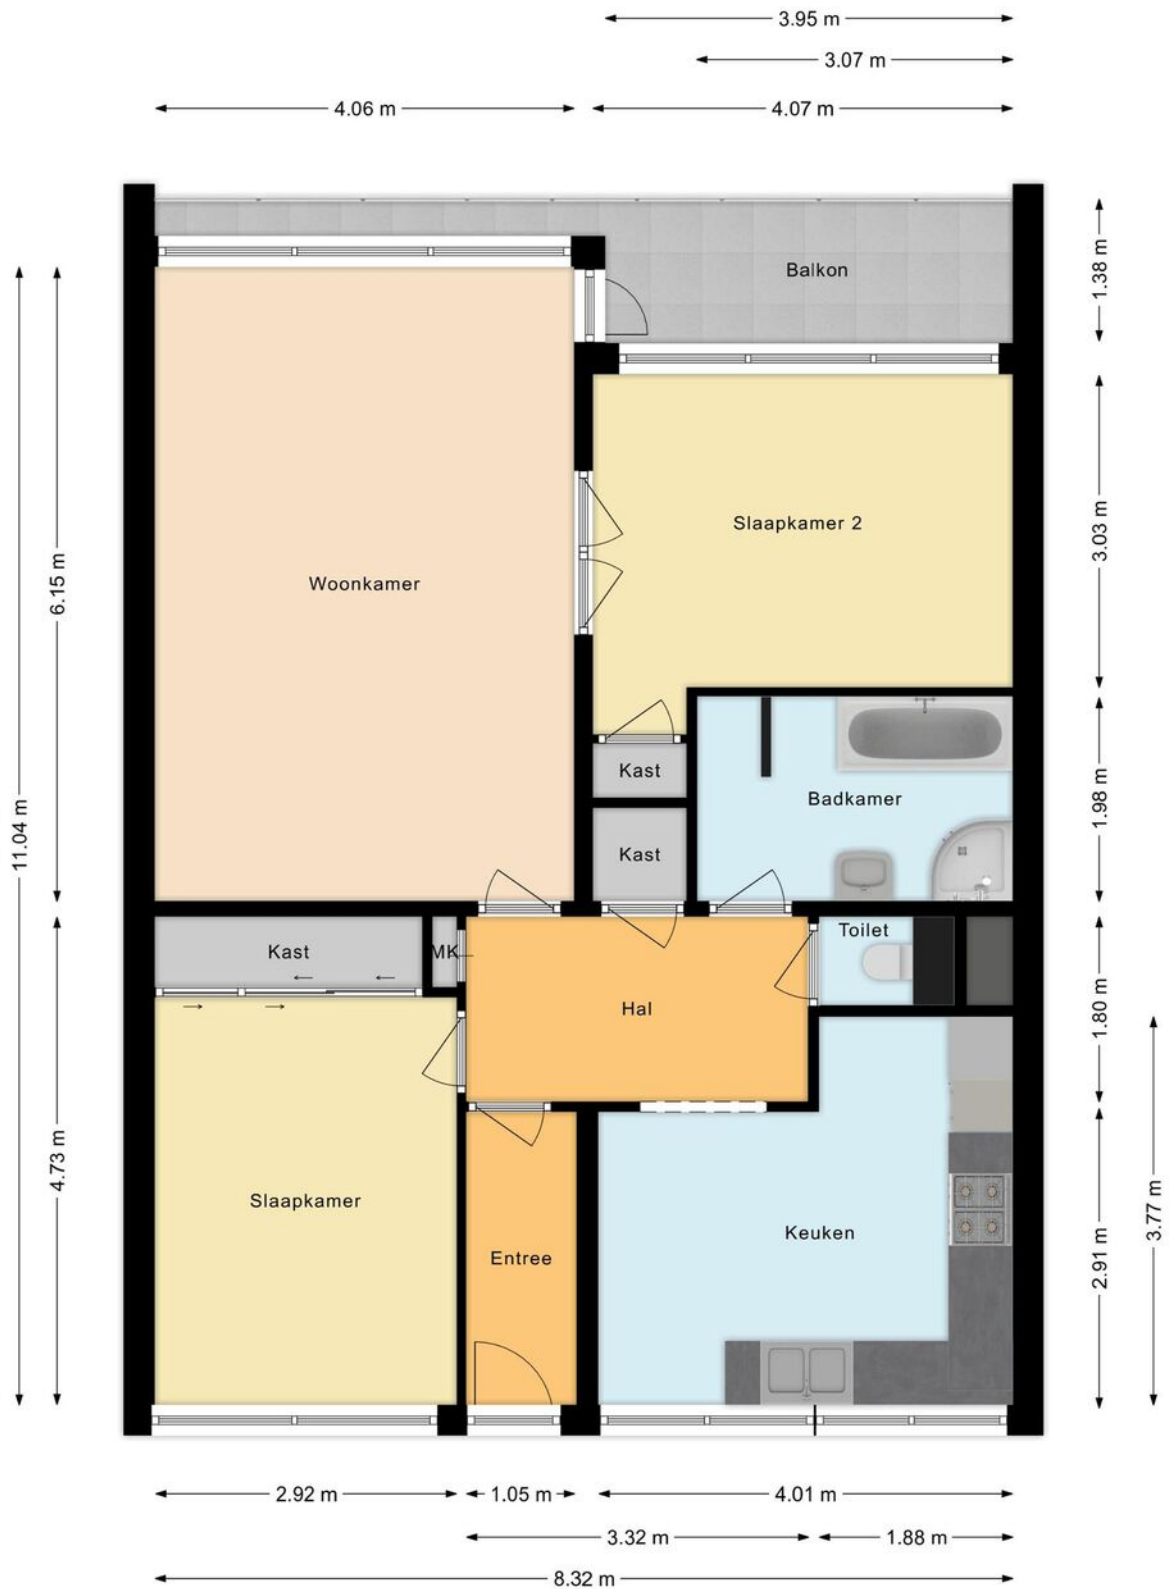 3.95 m
3.07 m
4.06 m
4.07 m
Balkon
1.38 m
11.04 m
6.15 m
Woonkamer
Slaapkamer 2
3.03 m
Kast
Badkamer
1.98 m
Kast
Kast
MK
Toilet
Hal
1.80 m
4.73 m
Slaapkamer
Entree
Keuken
2.91 m
3.77 m
2.92 m
1.05 m
4.01 m
3.32 m
1.88 m
8.32 m